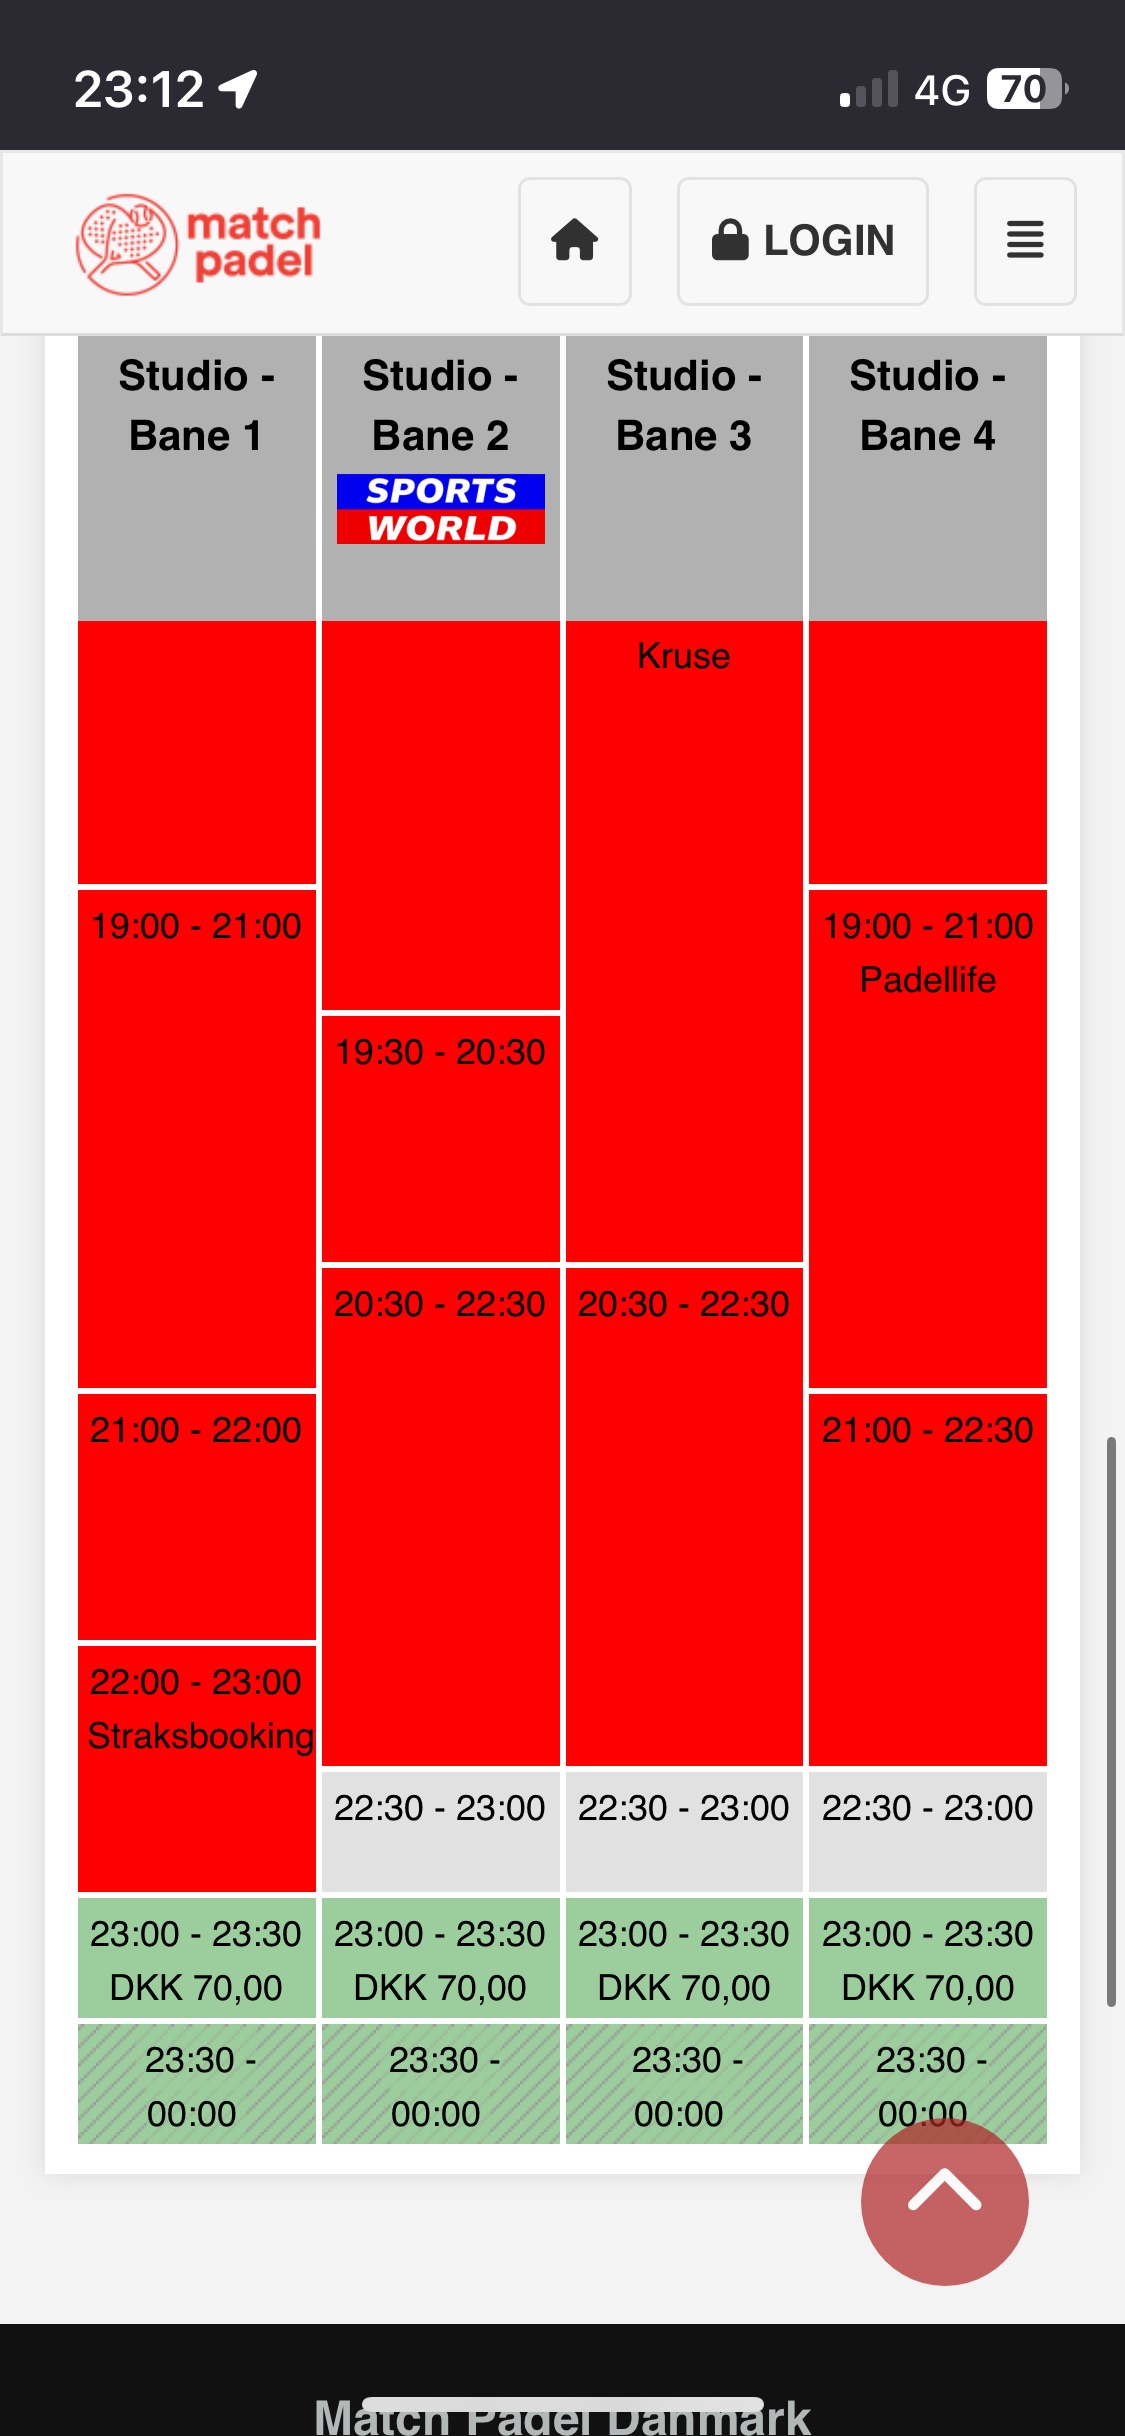 23:12
4G 70
match
padel
LOGIN
Studio -
Bane 1
Studio -
Bane 2
SPORTS
WORLD
Studio -
Bane 3
Studio -
Bane 4
Kruse
19:00 - 21:00
19:00 - 21:00
Padellife
19:30 - 20:30
20:30 - 22:30
20:30 - 22:30
21:00 - 22:00
21:00 - 22:30
22:00 - 23:00
Straksbooking
22:30 - 23:00
22:30 - 23:00
22:30 - 23:00
23:00 - 23:30
DKK 70,00
23:00 - 23:30
DKK 70,00
23:00 - 23:30
DKK 70,00
23:00 - 23:30
DKK 70,00
23:30 -
00:00
23:30 -
00:00
23:30 -
00:00
23:30 -
00:00
Match Padel Danmark